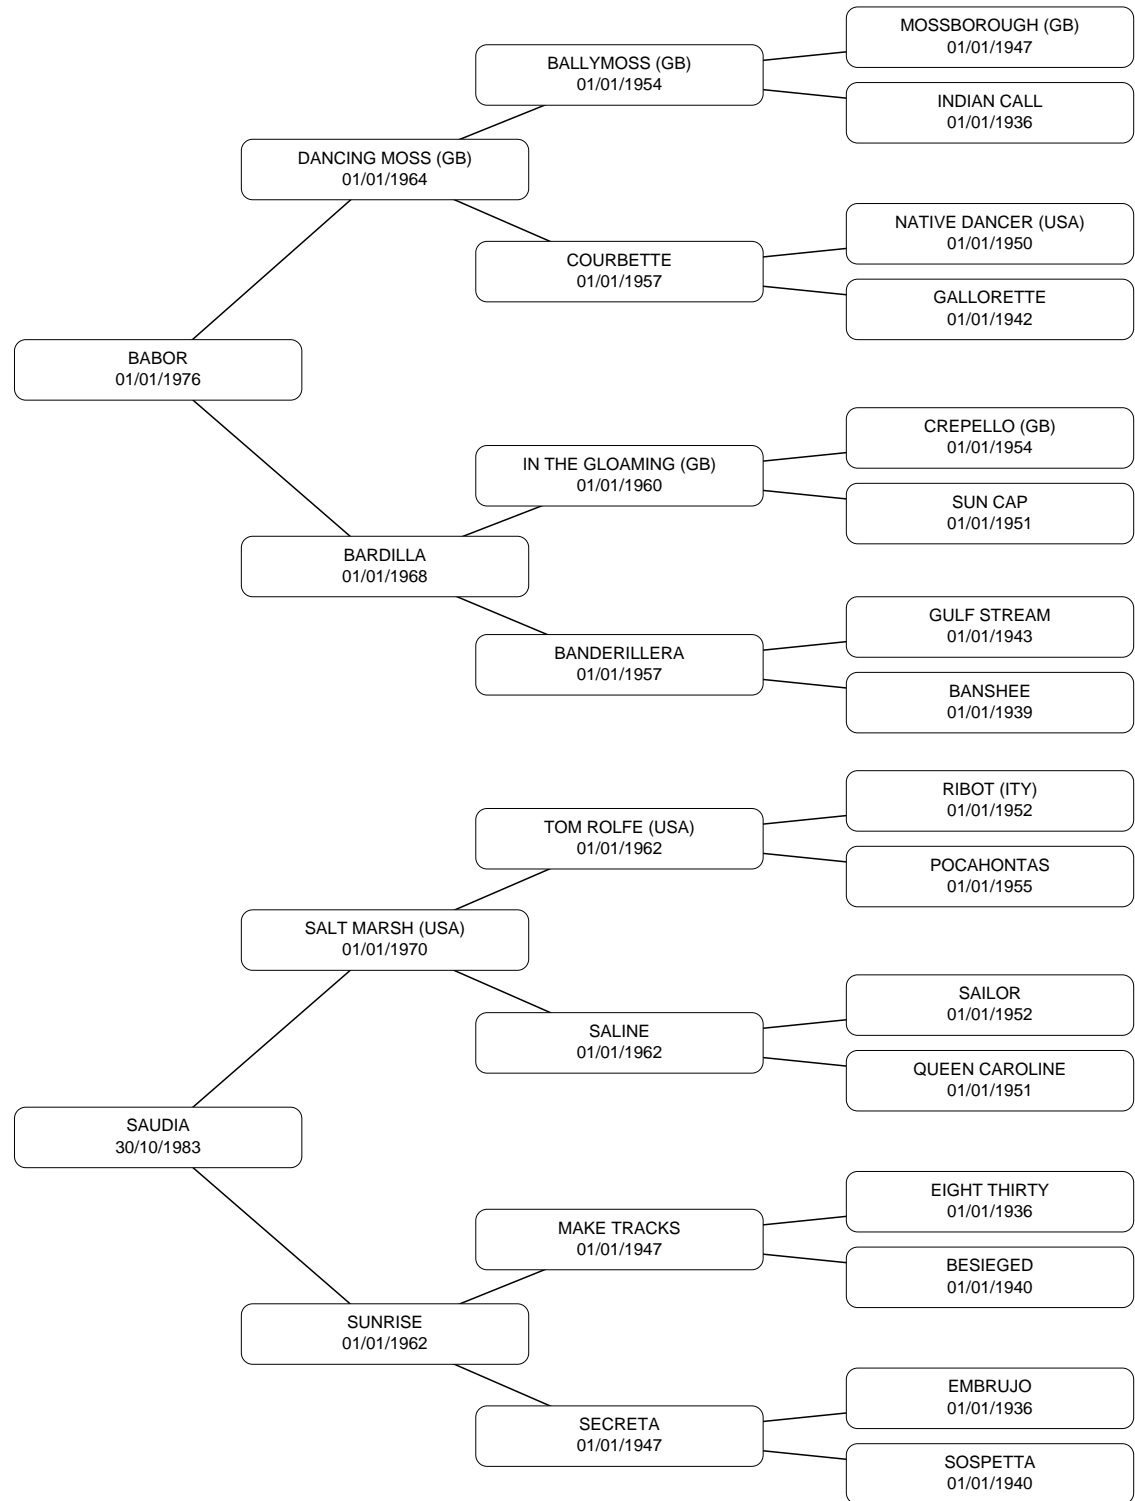 MOSSBOROUGH (GB)
01/01/1947
BALLYMOSS (GB)
01/01/1954
INDIAN CALL
01/01/1936
DANCING MOSS (GB)
01/01/1964
NATIVE DANCER (USA)
01/01/1950
COURBETTE
01/01/1957
GALLORETTE
01/01/1942
BABOR
01/01/1976
CREPELLO (GB)
01/01/1954
IN THE GLOAMING (GB)
01/01/1960
SUN CAP
01/01/1951
BARDILLA
01/01/1968
GULF STREAM
01/01/1943
BANDERILLERA
01/01/1957
BANSHEE
01/01/1939
RIBOT (ITY)
01/01/1952
TOM ROLFE (USA)
01/01/1962
POCAHONTAS
01/01/1955
SALT MARSH (USA)
01/01/1970
SAILOR
01/01/1952
SALINE
01/01/1962
QUEEN CAROLINE
01/01/1951
SAUDIA
30/10/1983
EIGHT THIRTY
01/01/1936
MAKE TRACKS
01/01/1947
BESIEGED
01/01/1940
SUNRISE
01/01/1962
EMBRUJO
01/01/1936
SECRETA
01/01/1947
SOSPETTA
01/01/1940